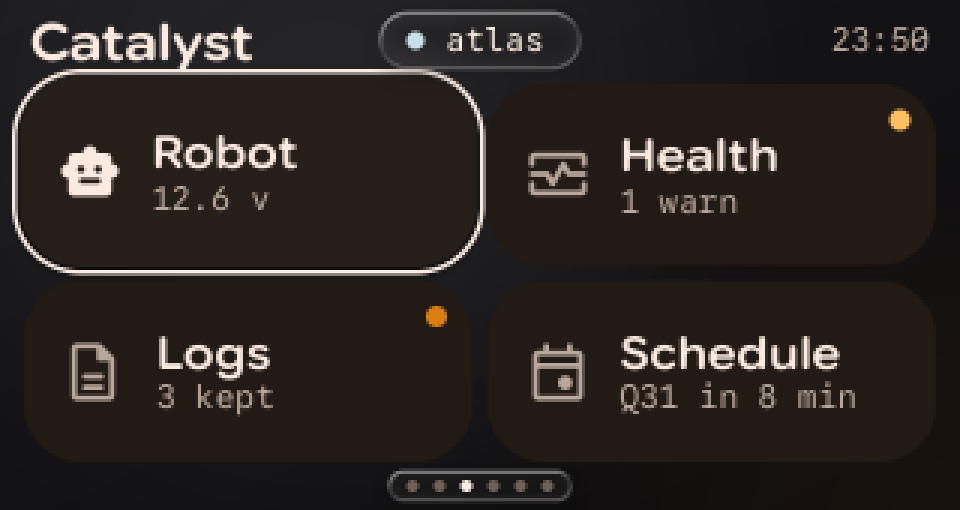 Catalyst
atlas
23:50
Robot
12.6 v
Health
1 warn
Logs
3 kept
Schedule
Q31 in 8 min